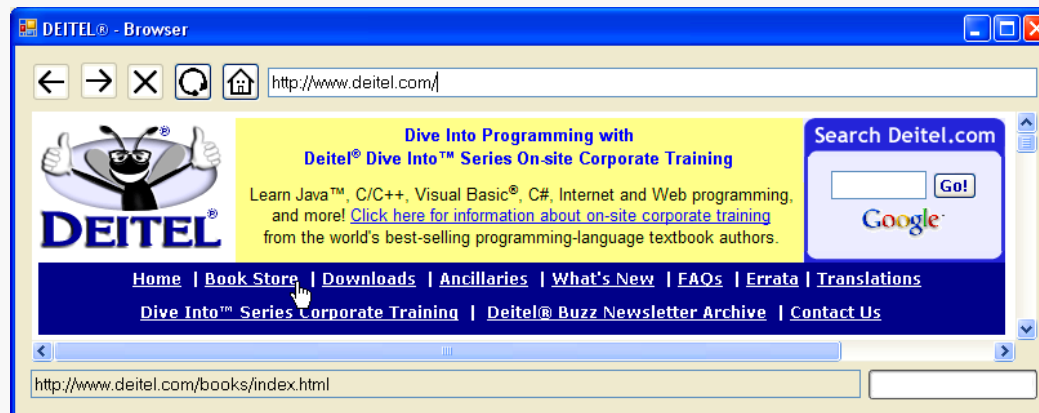 DEITEL® - Browser
http://www.deitel.com/
®
DEITEL®
Dive Into Programming with
Deitel® Dive Into™ Series On-site Corporate Training
Learn Java™, C/C++, Visual Basic®, C#, Internet and Web programming,
and more! Click here for information about on-site corporate training
from the world's best-selling programming-language textbook authors.
Search Deitel.com
Go!
Google
Home | Book Store | Downloads | Ancillaries | What's New | FAQs | Errata | Translations
Dive Into™ Series Corporate Training | Deitel® Buzz Newsletter Archive | Contact Us
http://www.deitel.com/books/index.html